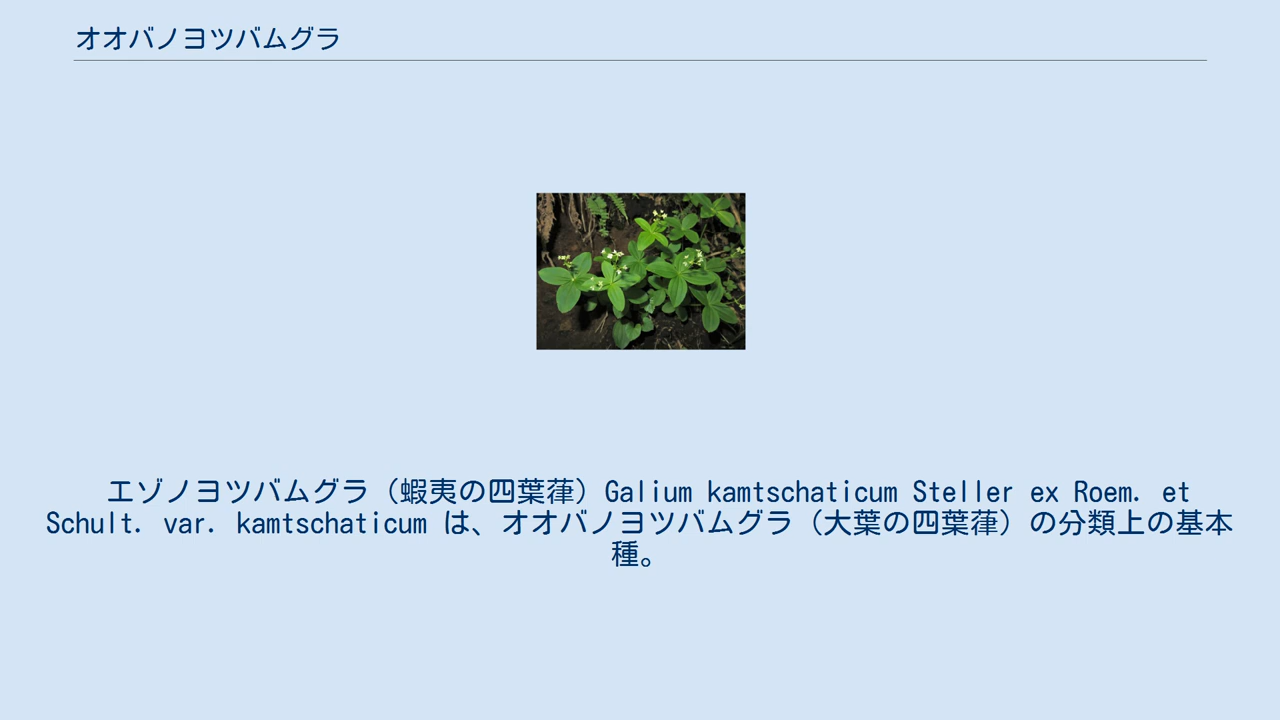 オオバノヨツバムグラ
エゾノヨツバムグラ（蝦夷の四葉葎）Galium kamtschaticum Steller ex Roem. et
Schult. var. kamtschaticum は、オオバノヨツバムグラ（大葉の四葉葎）の分類上の基本
種。